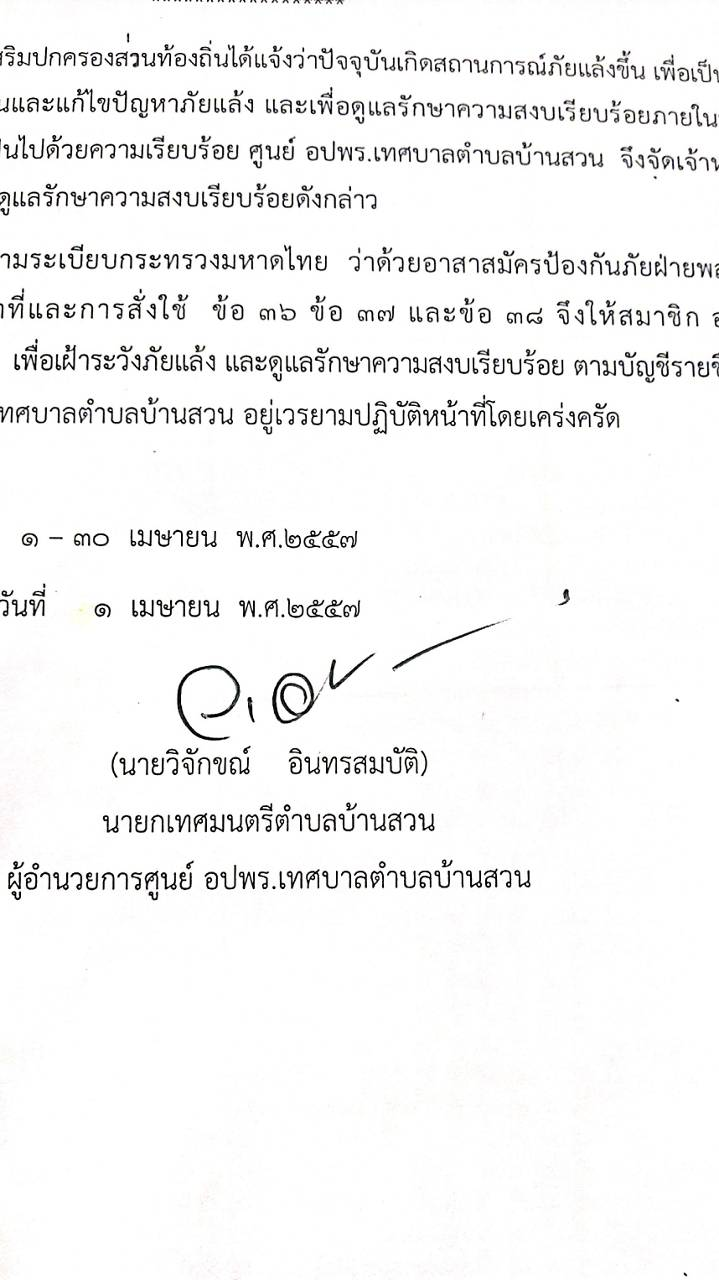 ******************
สริมปกครองส่วนท้องถิ่นได้แจ้งว่าปัจจุบันเกิดสถานการณ์ภัยแล้งขึ้น เพื่อเป็น
นและแก้ไขปัญหาภัยแล้ง และเพื่อดูแลรักษาความสงบเรียบร้อยภายใน
ป็นไปด้วยความเรียบร้อย ศูนย์ อปพร.เทศบาลตำบลบ้านสวน จึงจัดเจ้าห
ดูแลรักษาความสงบเรียบร้อยดังกล่าว
ามระเบียบกระทรวงมหาดไทย ว่าด้วยอาสาสมัครป้องกันภัยฝ่ายพล
าที่และการสั่งใช้ ข้อ ๓๖ ข้อ ๓๗ และข้อ ๓๘ จึงให้สมาชิก อ
เพื่อเฝ้าระวังภัยแล้ง และดูแลรักษาความสงบเรียบร้อย ตามบัญชีรายชื
ทศบาลตำบลบ้านสวน อยู่เวรยามปฏิบัติหน้าที่โดยเคร่งครัด
๑ – ๓๐ เมษายน พ.ศ.๒๕๕๗
วันที่ ๑ เมษายน พ.ศ.๒๕๕๗
(นายวิจักขณ์ อินทรสมบัติ)
นายกเทศมนตรีตำบลบ้านสวน
ผู้อำนวยการศูนย์ อปพร.เทศบาลตำบลบ้านสวน